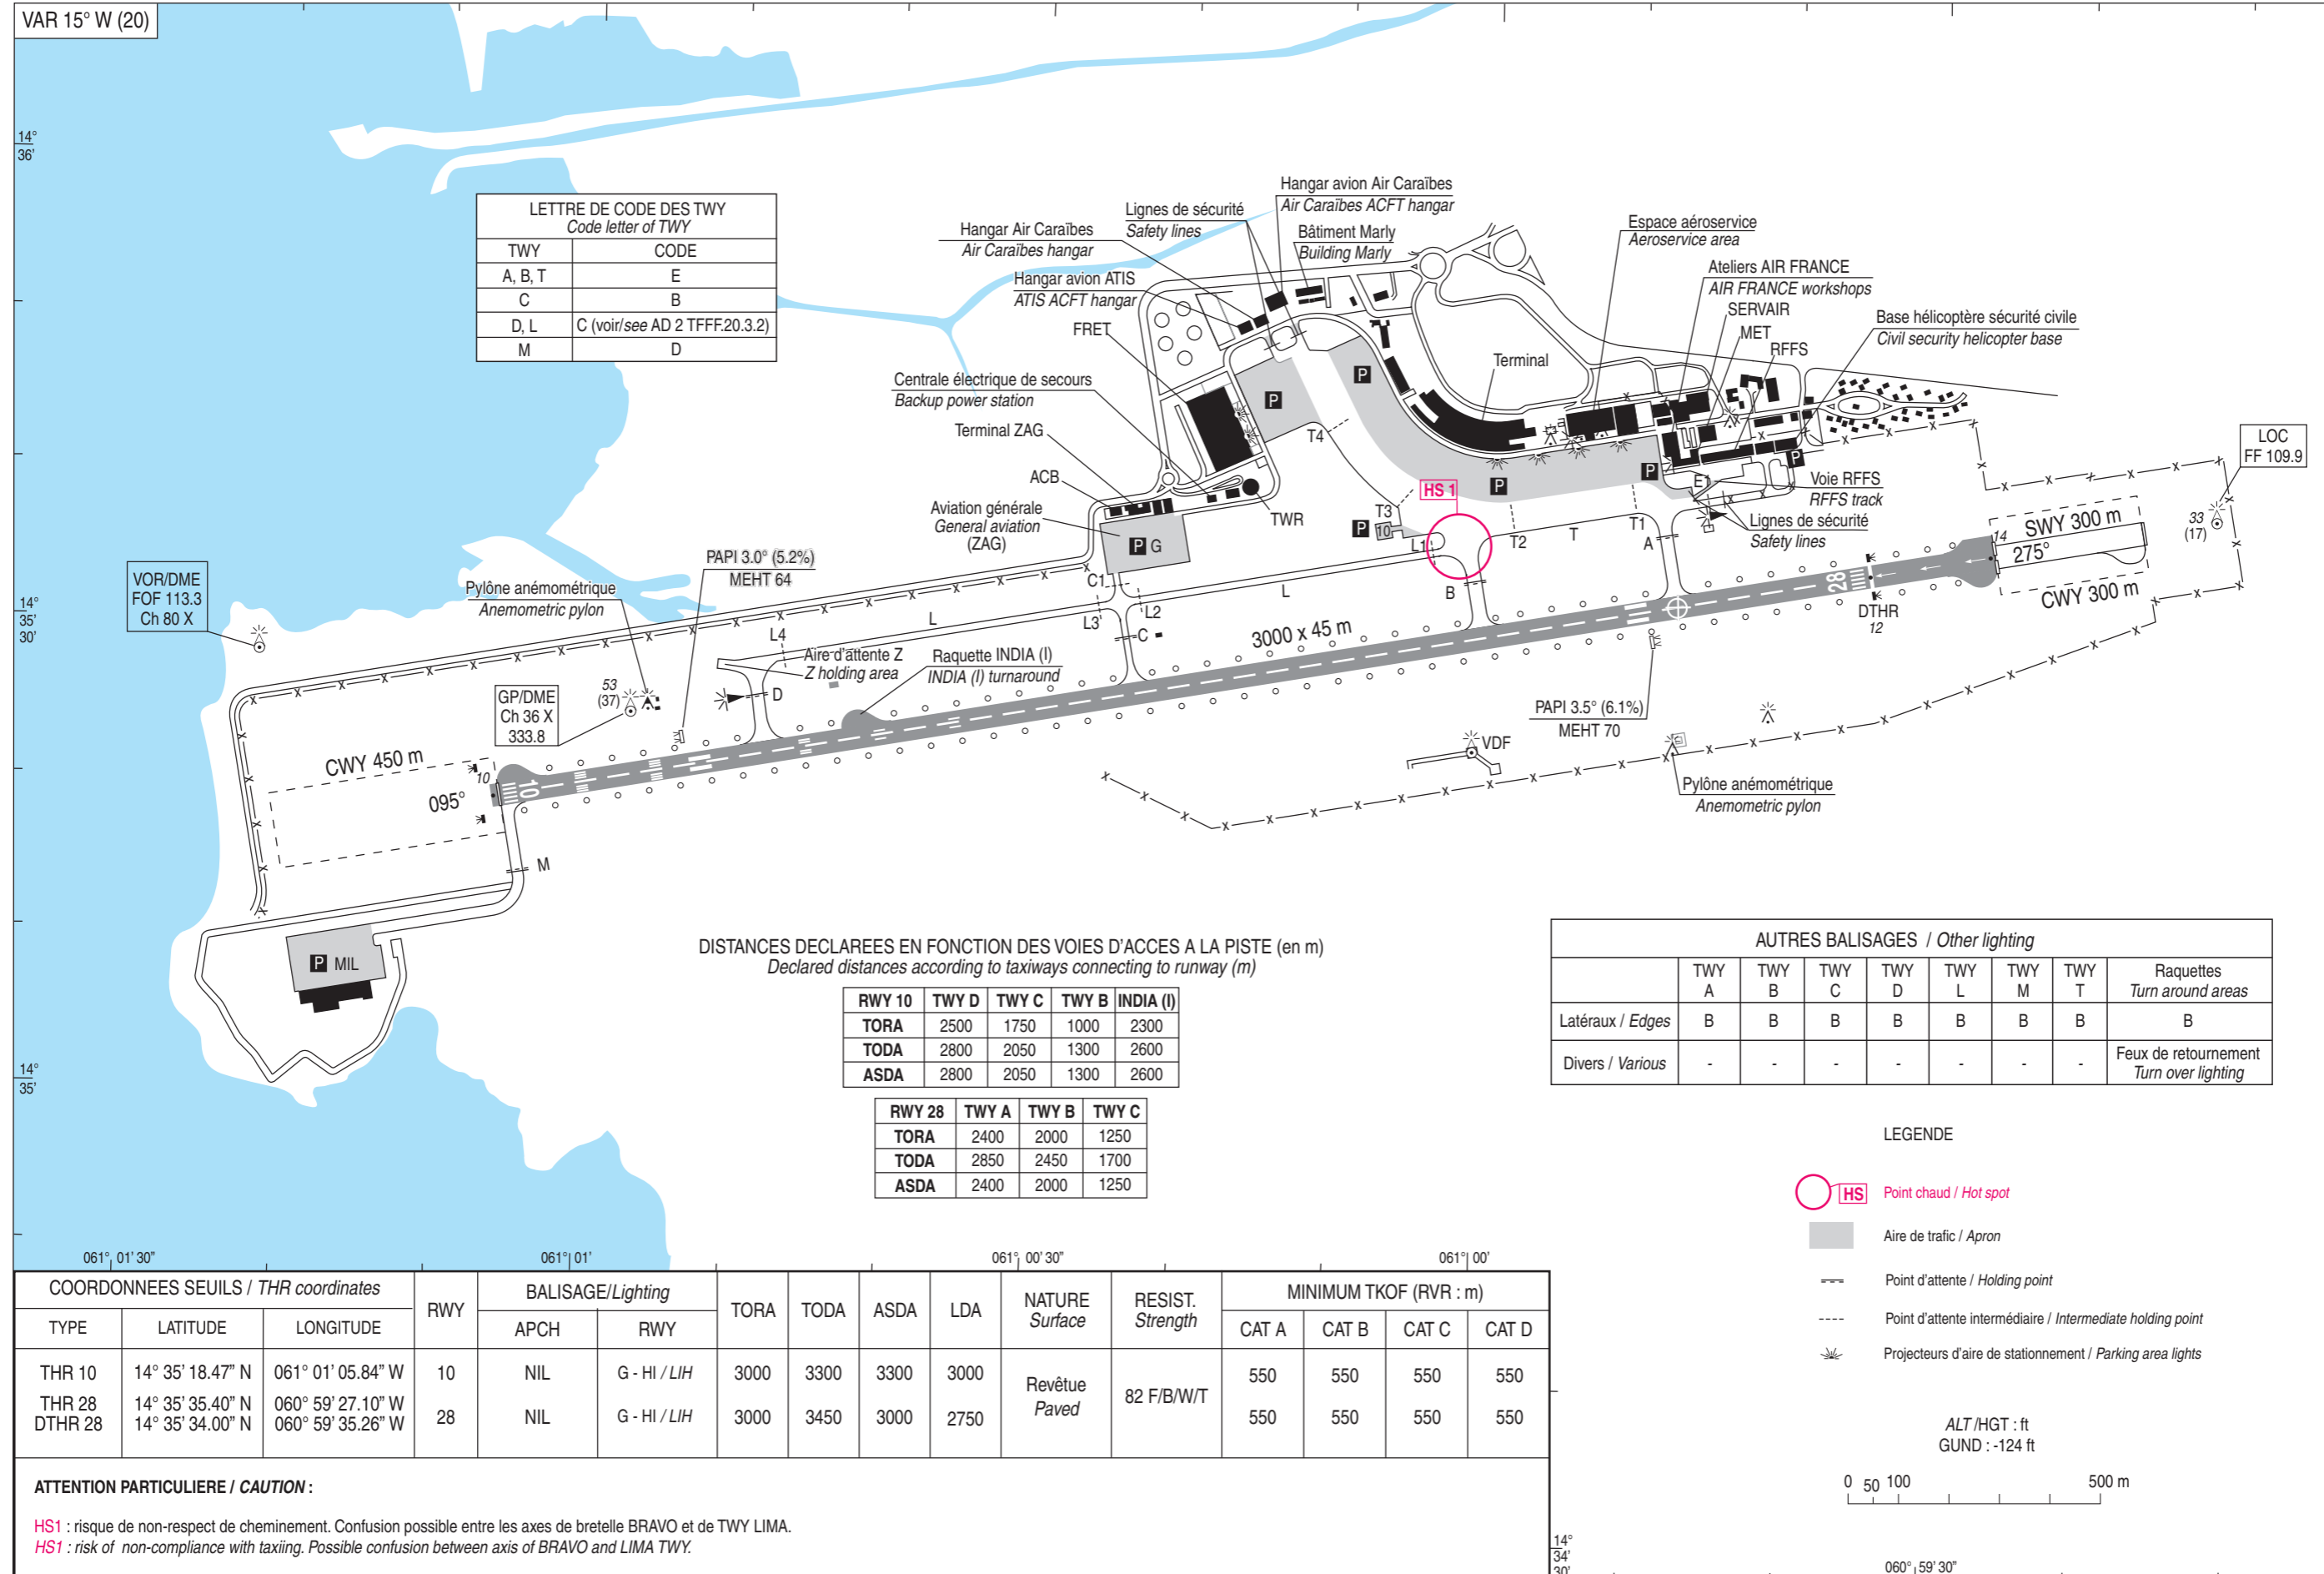 VAR 15° W (20)
14°
36'
LETTRE DE CODE DES TWY
Code letter of TWY
TWY CODE
A, B, T E
C B
D, L C (voir/see AD 2 TFFF.20.3.2)
M D
Hangar avion Air Caraïbes
Air Caraïbes ACFT hangar
Lignes de sécurité
Safety lines
Hangar Air Caraïbes
Air Caraïbes hangar
Bâtiment Marly
Building Marly
Hangar avion ATIS
ATIS ACFT hangar
FRET
Espace aéroservice
Aeroservice area
Ateliers AIR FRANCE
AIR FRANCE workshops
SERVAIR
MET
RFFS
Base hélicoptère sécurité civile
Civil security helicopter base
Terminal
Centrale électrique de secours
Backup power station
Terminal ZAG
ACB
Aviation générale
General aviation
(ZAG)
TWR
P
P
P
P
P
P
P G
T4
T3
10
HS 1
L1
T2
T
T1
A
E1
Voie RFFS
RFFS track
Lignes de sécurité
Safety lines
LOC
FF 109.9
33
(17)
SWY 300 m
14
275°
CWY 300 m
28
DTHR
12
VOR/DME
FOF 113.3
Ch 80 X
14°
35'
30'
PAPI 3.0° (5.2%)
MEHT 64
Pylône anémométrique
Anemometric pylon
C1
L2
L3
L
L
L4
B
C
D
3000 x 45 m
Aire d'attente Z
Z holding area
Raquette INDIA (I)
INDIA (I) turnaround
53
(37)
GP/DME
Ch 36 X
333.8
CWY 450 m
10
095°
10
M
PAPI 3.5° (6.1%)
MEHT 70
VDF
Pylône anémométrique
Anemometric pylon
P MIL
14°
35'
DISTANCES DECLAREES EN FONCTION DES VOIES D'ACCES A LA PISTE (en m)
Declared distances according to taxiways connecting to runway (m)
RWY 10 TWY D TWY C TWY B INDIA (I)
TORA 2500 1750 1000 2300
TODA 2800 2050 1300 2600
ASDA 2800 2050 1300 2600
RWY 28 TWY A TWY B TWY C
TORA 2400 2000 1250
TODA 2850 2450 1700
ASDA 2400 2000 1250
AUTRES BALISAGES / Other lighting
TWY A TWY B TWY C TWY D TWY L TWY M TWY T Raquettes
Turn around areas
Latéraux / Edges B B B B B B B B
Divers / Various - - - - - - - Feux de retournement
Turn over lighting
LEGENDE
HS Point chaud / Hot spot
Aire de trafic / Apron
Point d'attente / Holding point
Point d'attente intermédiaire / Intermediate holding point
Projecteurs d'aire de stationnement / Parking area lights
ALT /HGT : ft
GUND : -124 ft
0 50 100 500 m
061° 01' 30"
061° 01'
061° 00' 30"
061° 00'
COORDONNEES SEUILS / THR coordinates RWY BALISAGE/Lighting TORA TODA ASDA LDA NATURE
Surface RESIST.
Strength MINIMUM TKOF (RVR : m)
TYPE LATITUDE LONGITUDE APCH RWY CAT A CAT B CAT C CAT D
THR 10 14° 35' 18.47" N 061° 01' 05.84" W 10 NIL G - HI / LIH 3000 3300 3300 3000 Revêtue
Paved 82 F/B/W/T 550 550 550 550
THR 28 14° 35' 35.40" N 060° 59' 27.10" W
DTHR 28 14° 35' 34.00" N 060° 59' 35.26" W 28 NIL G - HI / LIH 3000 3450 3000 2750 550 550 550 550
ATTENTION PARTICULIERE / CAUTION :
HS1 : risque de non-respect de cheminement. Confusion possible entre les axes de bretelle BRAVO et de TWY LIMA.
HS1 : risk of non-compliance with taxiing. Possible confusion between axis of BRAVO and LIMA TWY.
14°
34'
30'
060° 59' 30"